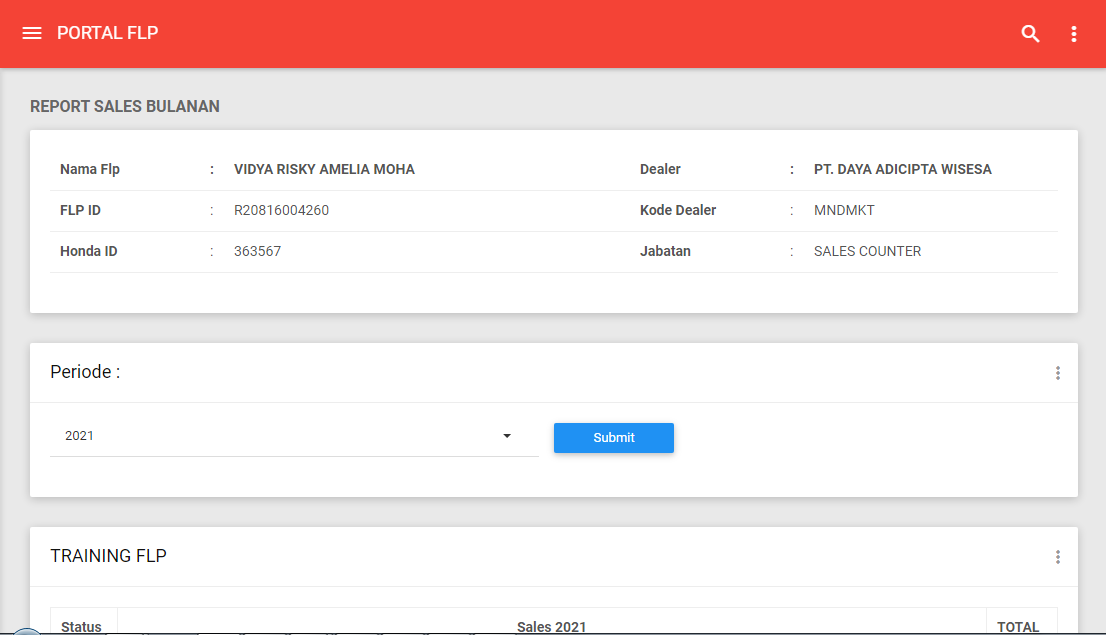 PORTAL FLP
REPORT SALES BULANAN
Nama Flp : VIDYA RISKY AMELIA MOHA Dealer : PT. DAYA ADICIPTA WISESA
FLP ID : R20816004260 Kode Dealer : MNDMKT
Honda ID : 363567 Jabatan : SALES COUNTER
Periode :
2021 Submit
TRAINING FLP
Status Sales 2021 TOTAL